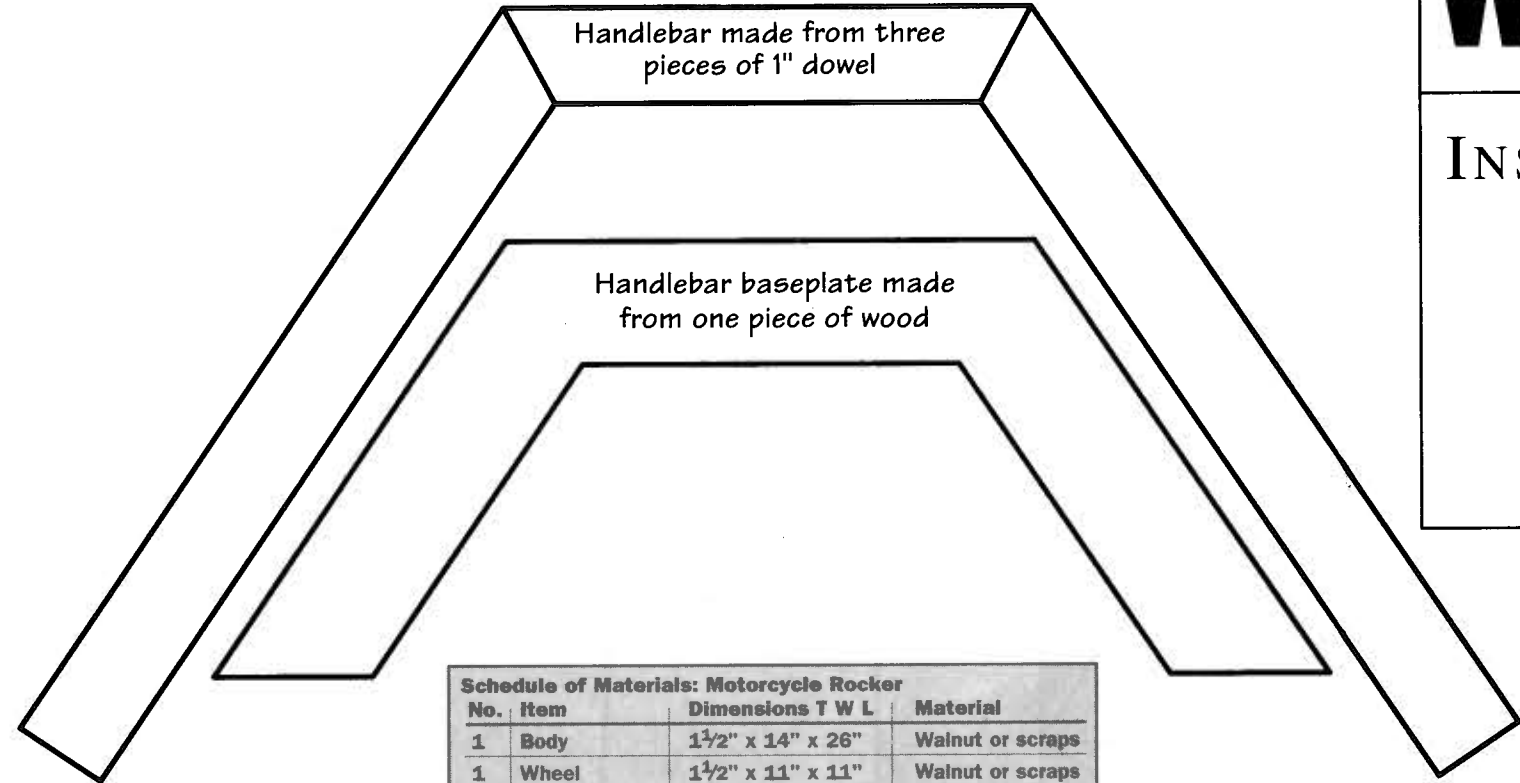 Handlebar made from three
pieces of 1" dowel
Handlebar baseplate made
from one piece of wood
Schedule of Materials: Motorcycle Rocker
No. Item Dimensions T W L Material
1 Body 1½" x 14" x 26" Walnut or scraps
1 Wheel 1½" x 11" x 11" Walnut or scraps